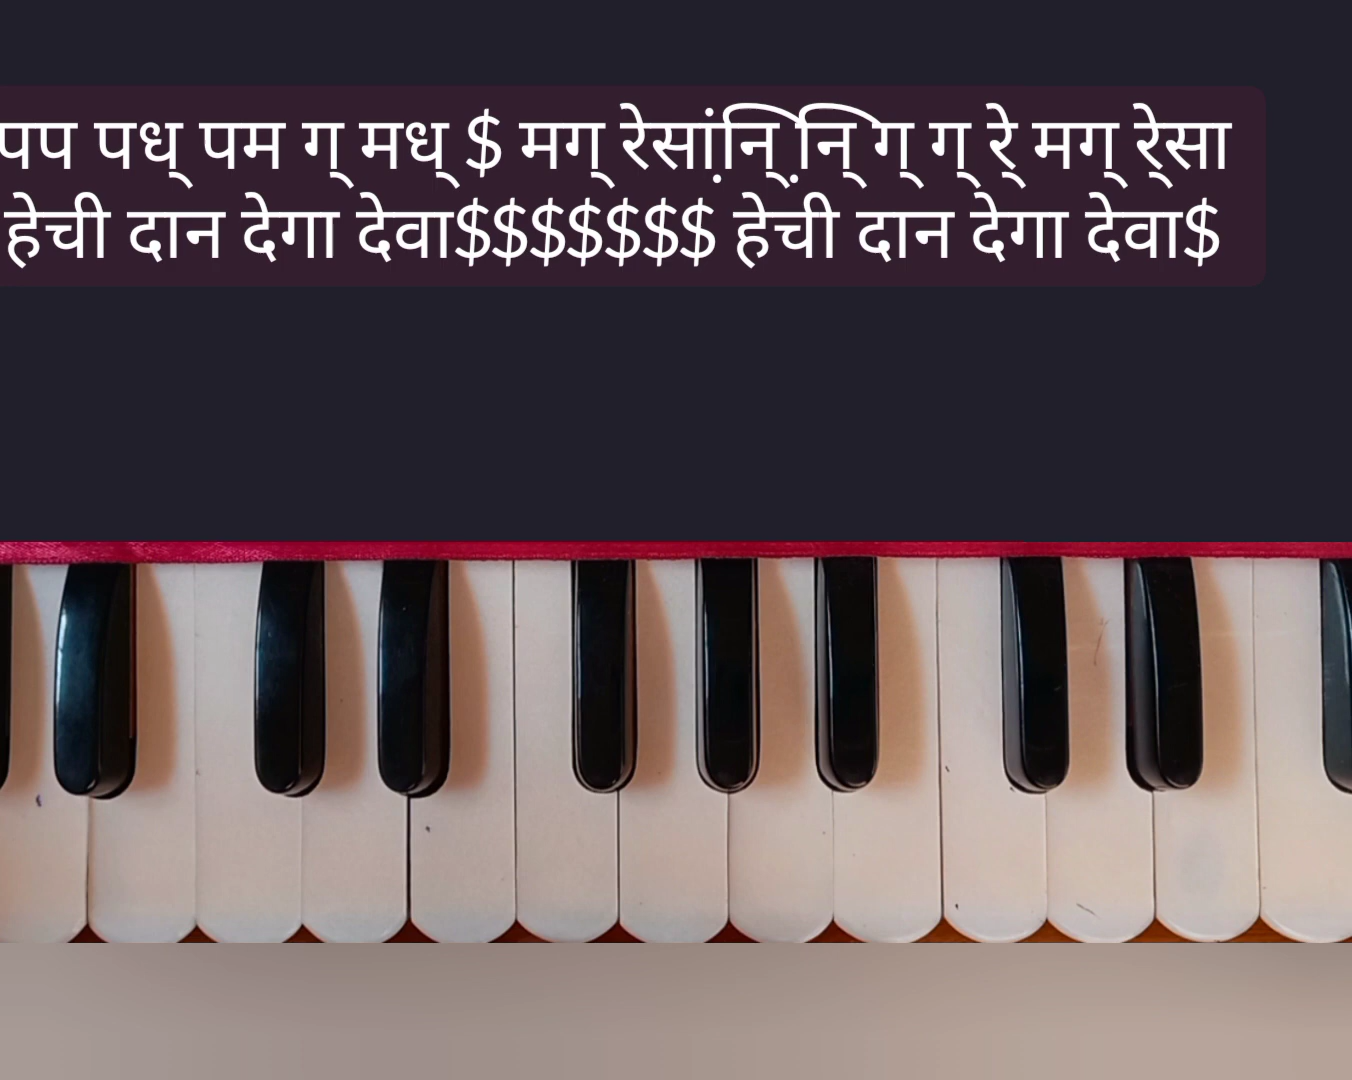 पप पध् पम ग् मध् $ मग् रेसांनि्.नि्.ग् ग् रे् मग् रे्सा
हेची दान देगा देवा$$$$$$$ हेची दान देगा देवा$